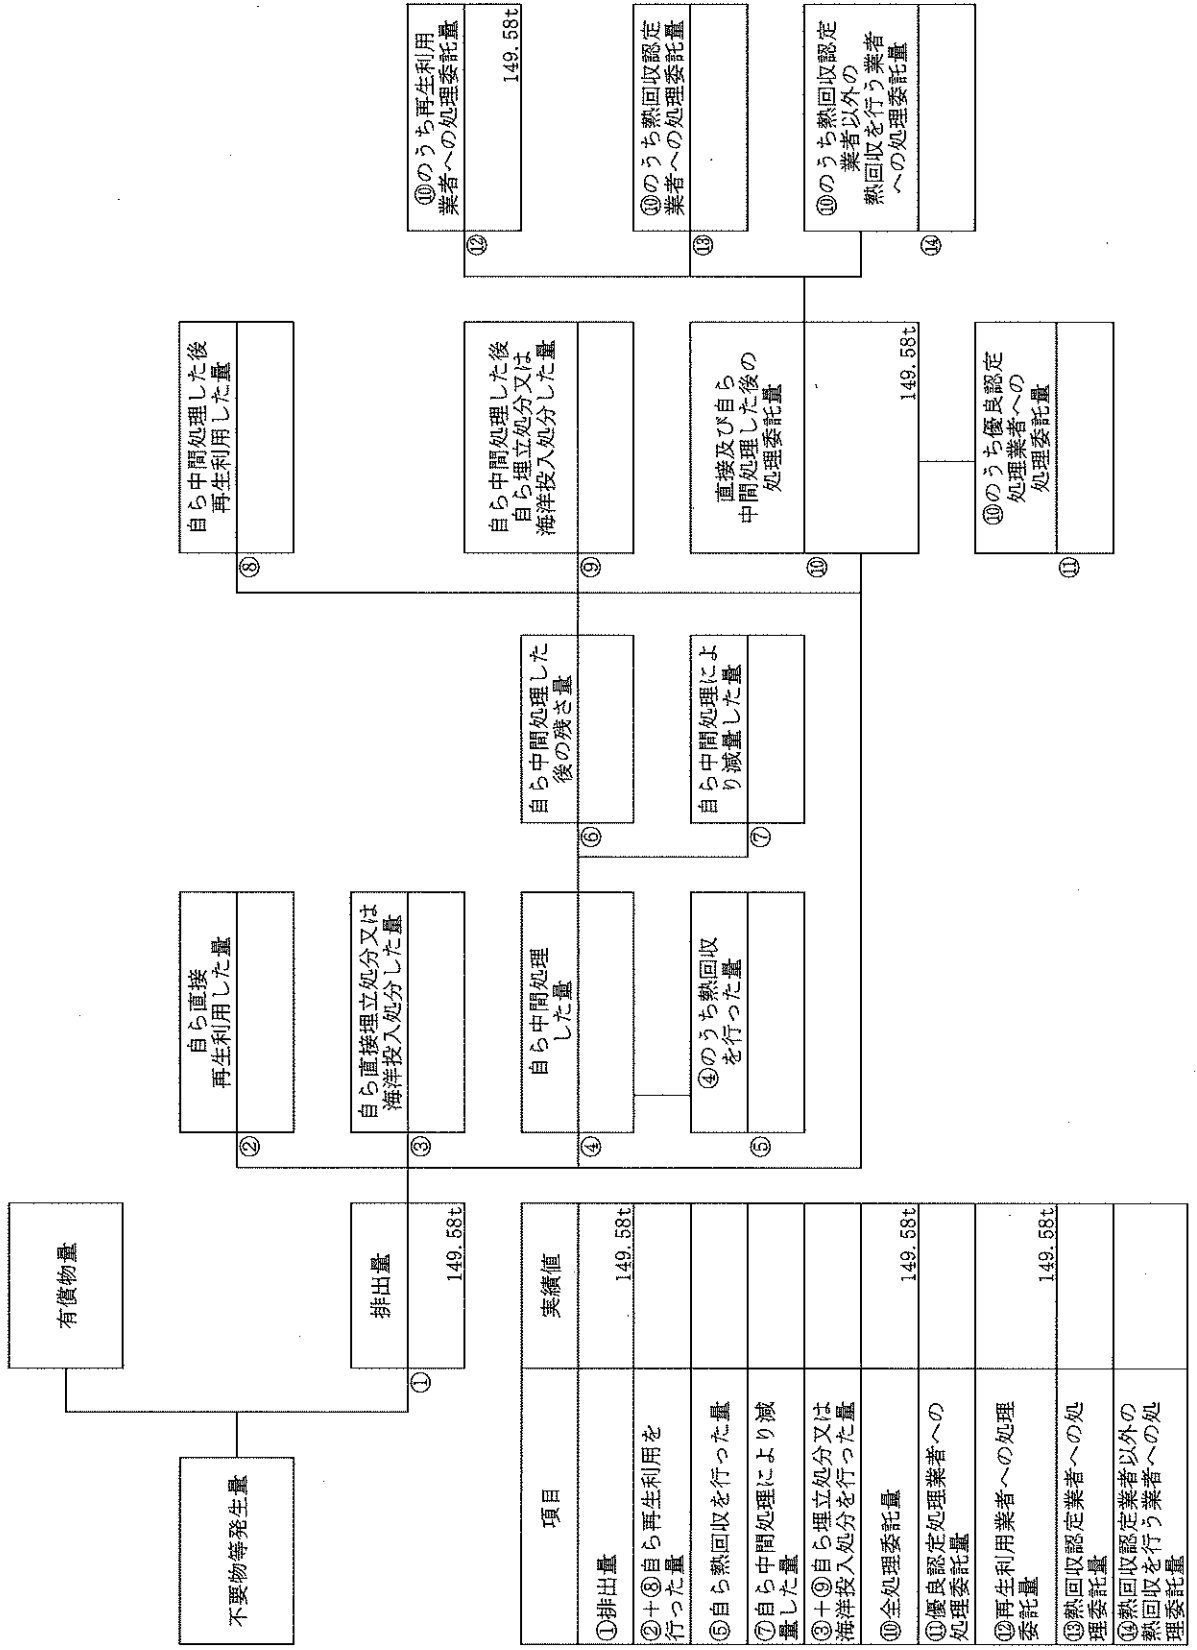 不要物等発生量
有償物量
①
排出量
149.58t
②
自ら直接
再生利用した量
③
自ら直接埋立処分又は
海洋投入処分した量
④
自ら中間処理
した量
⑤
④のうち熱回収
を行った量
⑥
自ら中間処理した
後の残さ量
⑦
自ら中間処理によ
り減量した量
⑧
自ら中間処理した後
再生利用した量
⑨
自ら中間処理した後
自ら埋立処分又は
海洋投入処分した量
⑩
直接及び自ら
中間処理した後の
処理委託量
149.58t
⑪
⑩のうち優良認定
処理業者への
処理委託量
⑫
⑩のうち再生利用
業者への処理委託量
149.58t
⑬
⑩のうち熱回収認定
業者への処理委託量
⑭
⑩のうち熱回収認定
業者以外の
熱回収を行う業者
への処理委託量
項目
実績値
①排出量
149.58t
②+⑧自ら再生利用を
行った量
⑤自ら熱回収を行った量
⑦自ら中間処理により減
量した量
③+⑨自ら埋立処分又は
海洋投入処分を行った量
⑩全処理委託量
149.58t
⑪優良認定処理業者への
処理委託量
⑫再生利用業者への処理
委託量
149.58t
⑬熱回収認定業者への処
理委託量
⑭熱回収認定業者以外の
熱回収を行う業者への処
理委託量